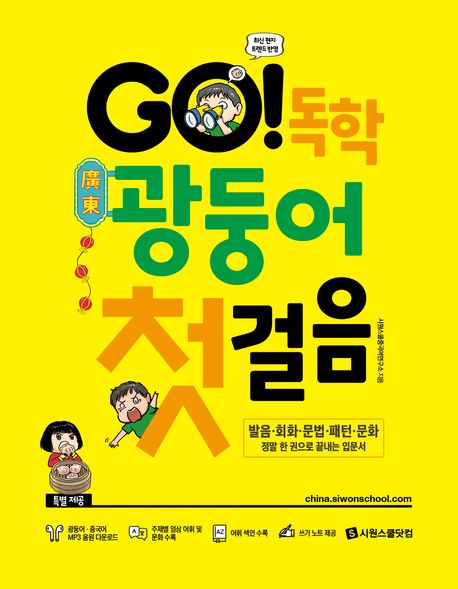 최신 현지
트렌드 반영
GO! 독학
廣東
광둥어
첫걸음
시원스쿨중국어연구소 지음
발음·회화·문법·패턴·문화
정말 한 권으로 끝내는 입문서
특별 제공
china.siwonschool.com
광둥어·중국어
MP3 음원 다운로드
주제별 일상 어휘 및
문화 수록
AZ
어휘 색인 수록
쓰기 노트 제공
S 시원스쿨닷컴